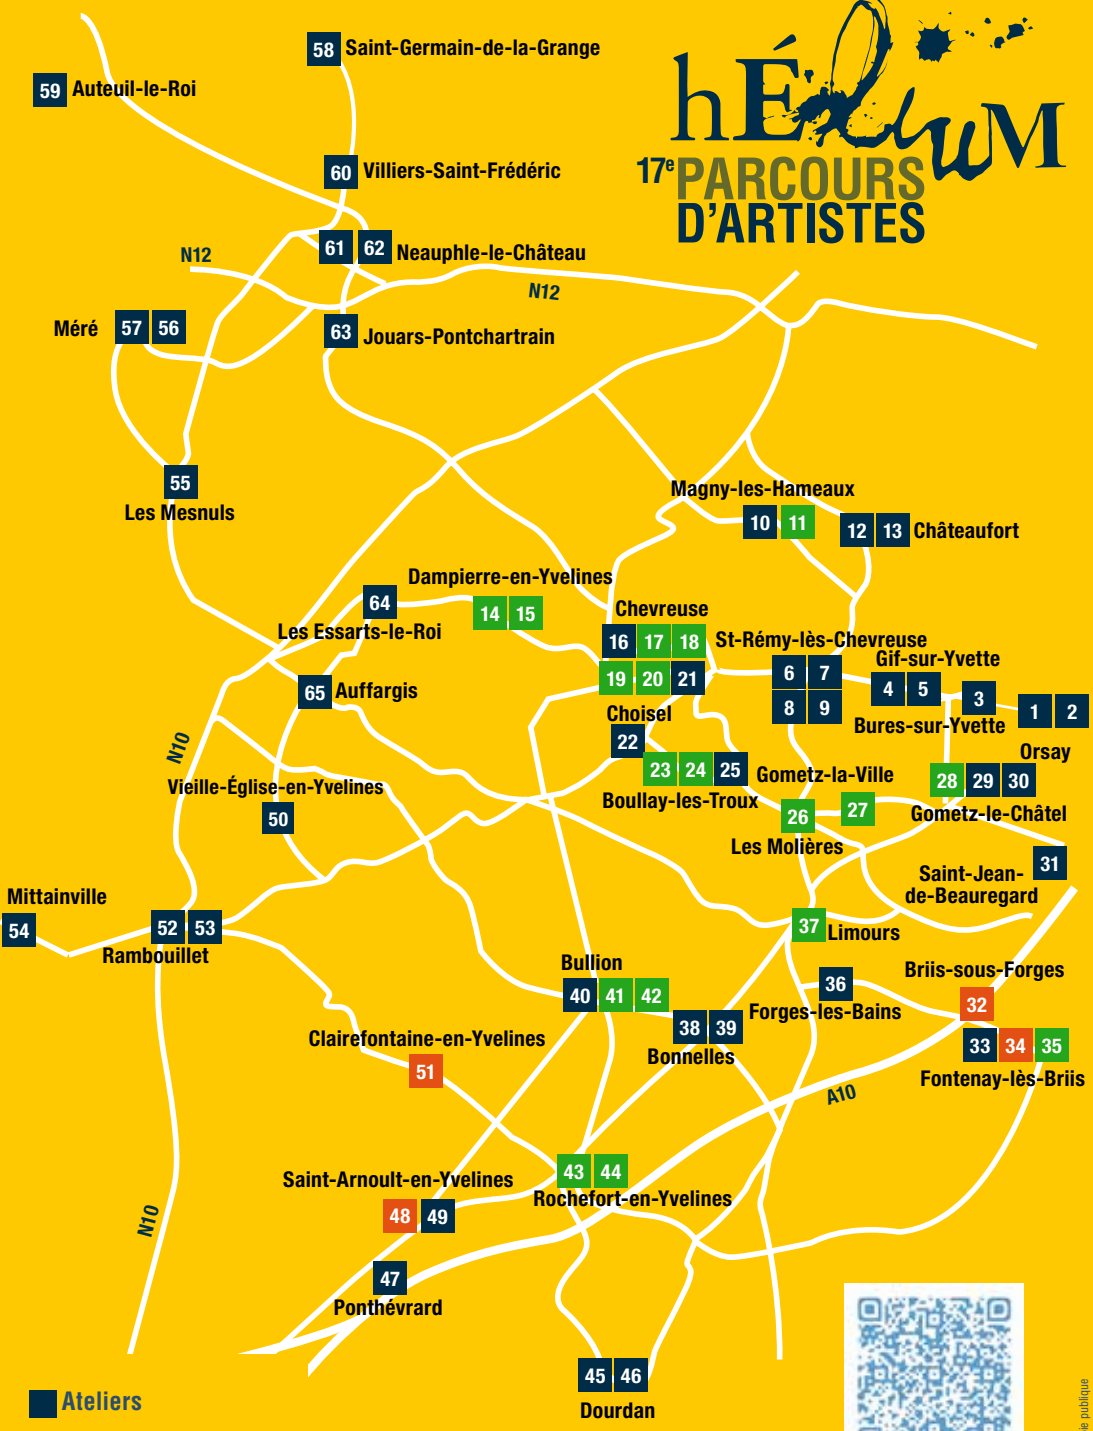 hÉLIUM
17e PARCOURS
D'ARTISTES
58 Saint-Germain-de-la-Grange
59 Auteuil-le-Roi
60 Villiers-Saint-Frédéric
61 62 Neauphle-le-Château
N12
N12
Méré 57 56
63 Jouars-Pontchartrain
55
Les Mesnuls
Magny-les-Hameaux
10 11
12 13 Châteaufort
Dampierre-en-Yvelines
14 15
64
Les Essarts-le-Roi
Chevreuse
16 17 18
19 20 21
St-Rémy-lès-Chevreuse
6 7
8 9
Gif-sur-Yvette
4 5
3
Bures-sur-Yvette
1 2
Orsay
65 Auffargis
Choisel
22
N10
23 24 25
Boullay-les-Troux
Gometz-la-Ville
27
26
Les Molières
28 29 30
Gometz-le-Châtel
Vieille-Église-en-Yvelines
50
Saint-Jean-
de-Beauregard
31
Mittainville
54
52 53
Rambouillet
37 Limours
Bullion
40 41 42
36
Forges-les-Bains
Briis-sous-Forges
32
38 39
Bonnelles
33 34 35
Fontenay-lès-Briis
Clairefontaine-en-Yvelines
51
A10
Saint-Arnoult-en-Yvelines
48 49
43 44
Rochefort-en-Yvelines
N10
47
Ponthévrard
45 46
Dourdan
Ateliers
publique